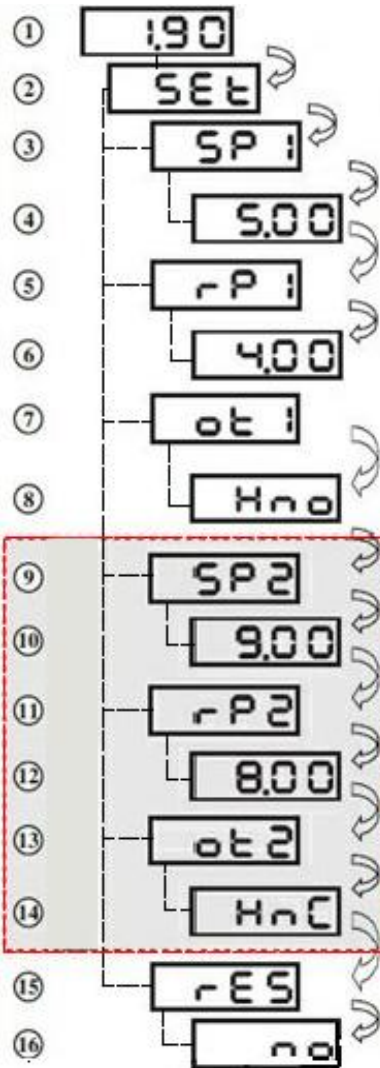 ① 1.90
② SEt
③ SP1
④ 5.00
⑤ rP1
⑥ 4.00
⑦ ot1
⑧ Hno
⑨ SP2
⑩ 9.00
⑪ rP2
⑫ 8.00
⑬ ot2
⑭ HnC
⑮ rES
⑯ no